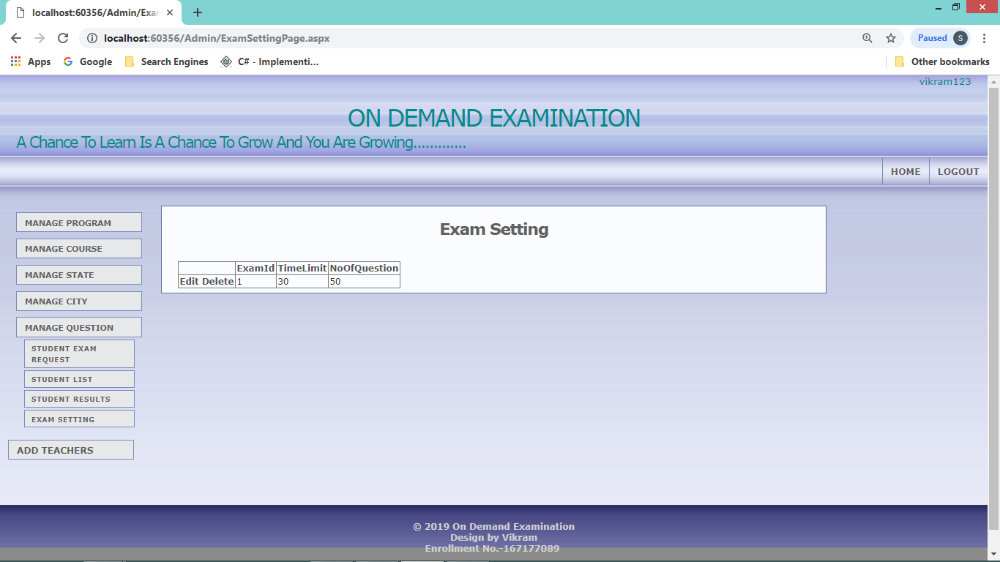 localhost:60356/Admin/Exar
localhost:60356/Admin/ExamSettingPage.aspx
Paused S
Apps Google Search Engines C# - Implementi... Other bookmarks
vikram123
ON DEMAND EXAMINATION
A Chance To Learn Is A Chance To Grow And You Are Growing.............
HOME LOGOUT
MANAGE PROGRAM
MANAGE COURSE
MANAGE STATE
MANAGE CITY
MANAGE QUESTION
STUDENT EXAM
REQUEST
STUDENT LIST
STUDENT RESULTS
EXAM SETTING
ADD TEACHERS
Exam Setting
ExamId TimeLimit NoOfQuestion
Edit Delete 1 30 50
© 2019 On Demand Examination
Design by Vikram
Enrollment No.-167177089